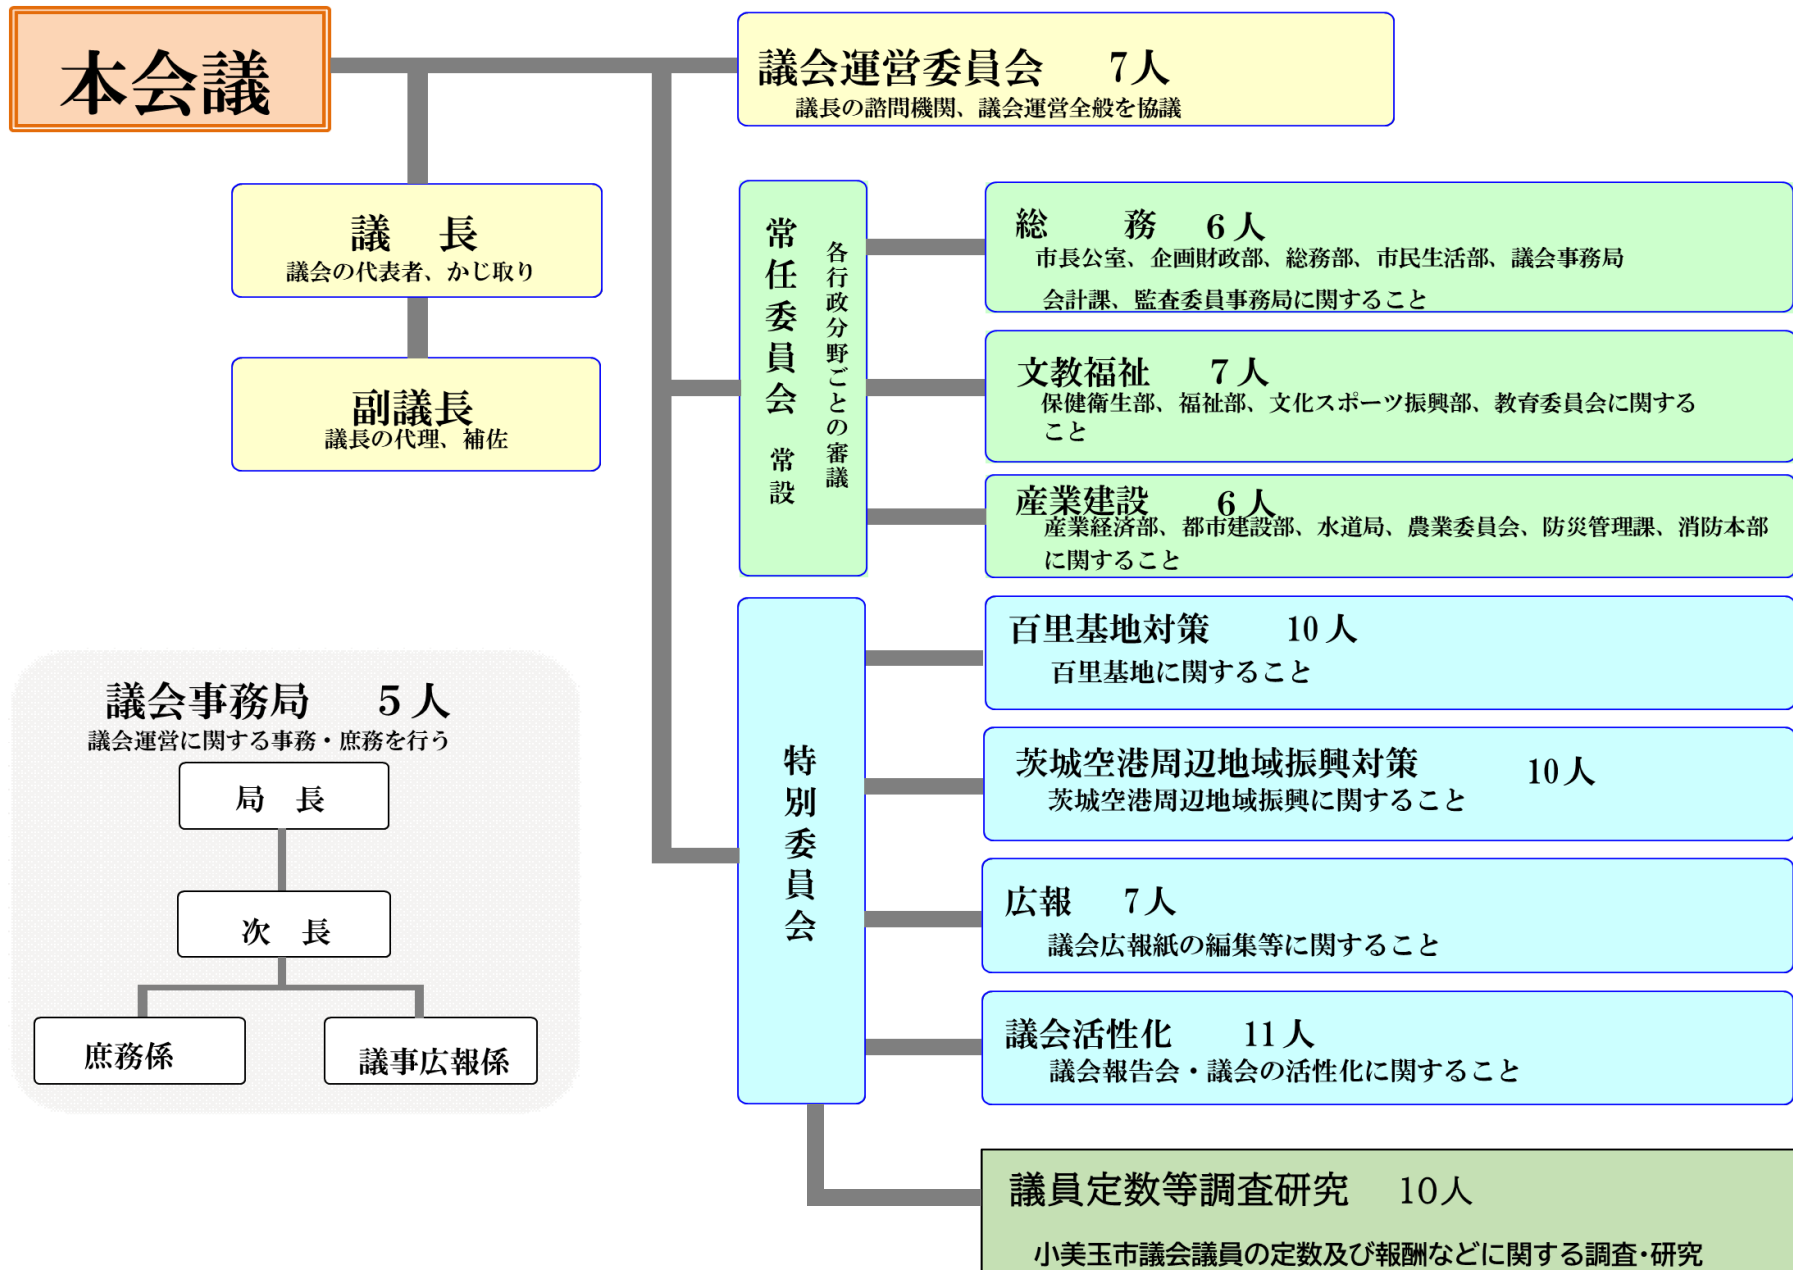 本会議
議会運営委員会　7人
議長の諮問機関、議会運営全般を協議
議　長
議会の代表者、かじ取り
副議長
議長の代理、補佐
常任委員会　常設
各行政分野ごとの審議
総　務　6人
市長公室、企画財政部、総務部、市民生活部、議会事務局
会計課、監査委員事務局に関すること
文教福祉　7人
保健衛生部、福祉部、文化スポーツ振興部、教育委員会に関する
こと
産業建設　6人
産業経済部、都市建設部、水道局、農業委員会、防災管理課、消防本部
に関すること
特別委員会
百里基地対策　10人
百里基地に関すること
茨城空港周辺地域振興対策　10人
茨城空港周辺地域振興に関すること
広報　7人
議会広報紙の編集等に関すること
議会活性化　11人
議会報告会・議会の活性化に関すること
議員定数等調査研究　10人
小美玉市議会議員の定数及び報酬などに関する調査・研究
議会事務局　5人
議会運営に関する事務・庶務を行う
局　長
次　長
庶務係
議事広報係